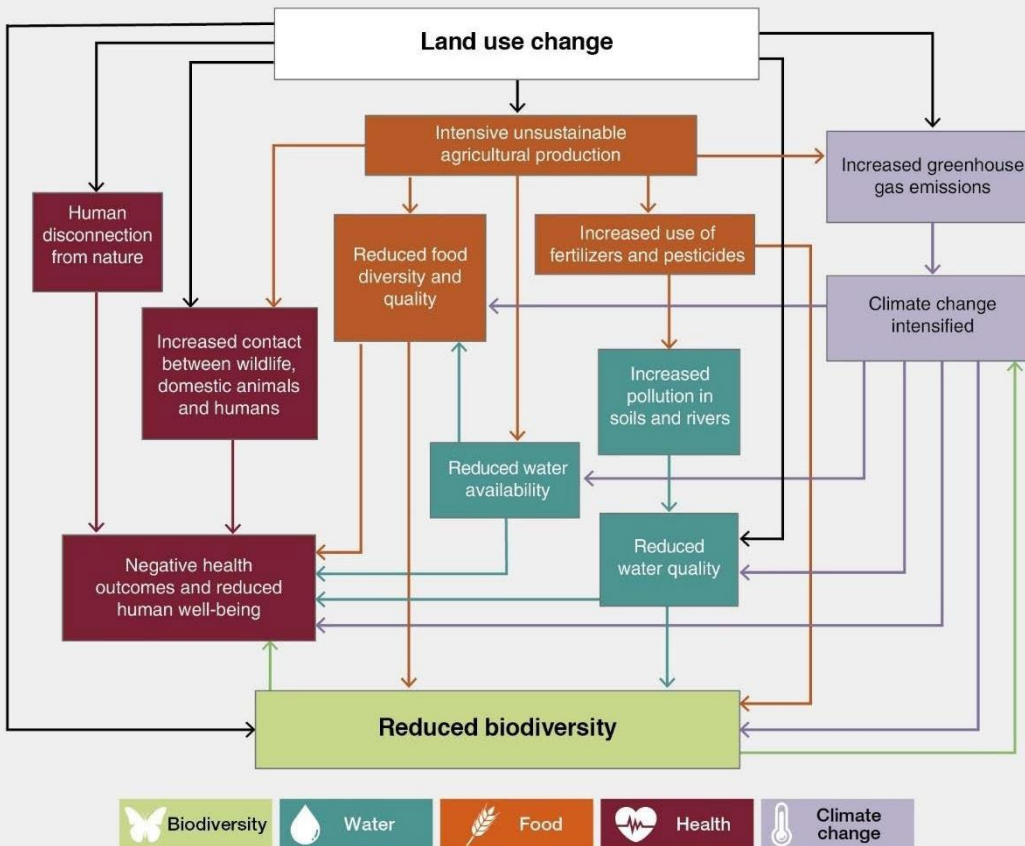 Land use change
Intensive unsustainable
agricultural production
Increased greenhouse
gas emissions
Human
disconnection
from nature
Reduced food
diversity and
quality
Increased use of
fertilizers and pesticides
Climate change
intensified
Increased contact
between wildlife,
domestic animals
and humans
Increased
pollution in
soils and rivers
Reduced water
availability
Reduced
water quality
Negative health
outcomes and reduced
human well-being
Reduced biodiversity
Biodiversity
Water
Food
Health
Climate
change